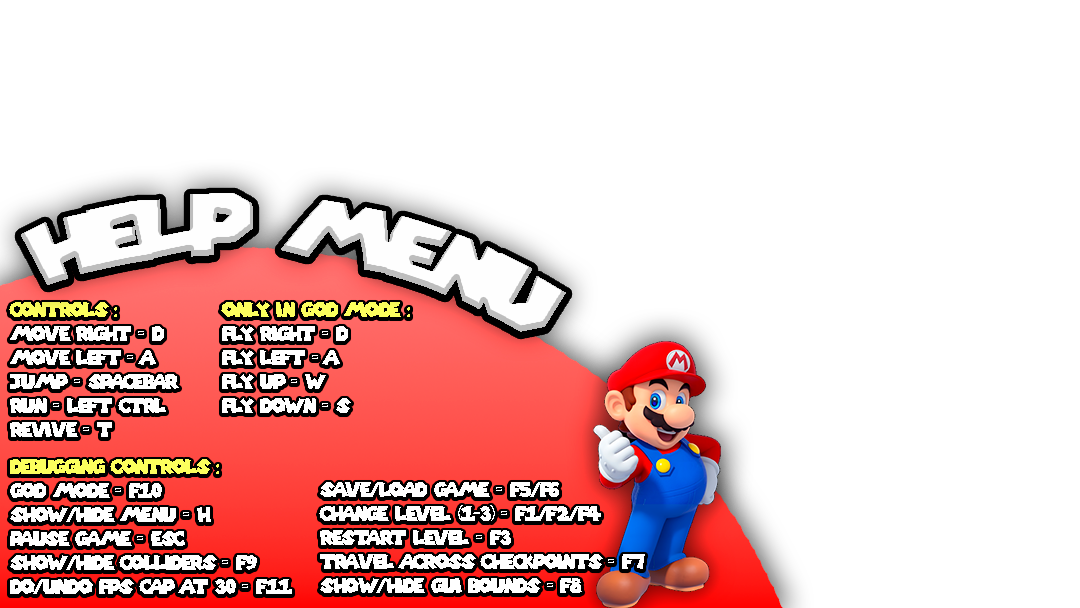 HELP MENU
CONTROLS :
MOVE RIGHT - D
MOVE LEFT - A
JUMP - SPACEBAR
RUN - LEFT CTRL
REVIVE - T
ONLY IN GOD MODE :
FLY RIGHT - D
FLY LEFT - A
FLY UP - W
FLY DOWN - S
DEBUGGING CONTROLS :
GOD MODE - F10
SHOW/HIDE MENU - H
PAUSE GAME - ESC
SHOW/HIDE COLLIDERS - F9
DO/UNDO FPS CAP AT 30 - F11
SAVE/LOAD GAME - F5/F6
CHANGE LEVEL (1-3) - F1/F2/F4
RESTART LEVEL - F3
TRAVEL ACROSS CHECKPOINTS - F7
SHOW/HIDE GUI BOUNDS - F8
M